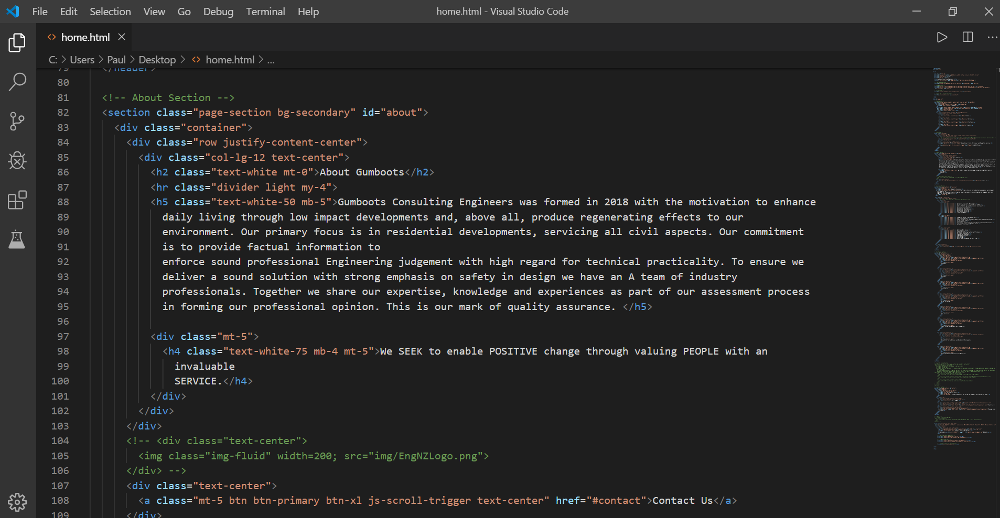 File Edit Selection View Go Debug Terminal Help home.html - Visual Studio Code
home.html
C: > Users > Paul > Desktop > home.html > ...
79 </header>
80
81 <!-- About Section -->
82 <section class="page-section bg-secondary" id="about">
83 <div class="container">
84 <div class="row justify-content-center">
85 <div class="col-lg-12 text-center">
86 <h2 class="text-white mt-0">About Gumboots</h2>
87 <hr class="divider light my-4">
88 <h5 class="text-white-50 mb-5">Gumboots Consulting Engineers was formed in 2018 with the motivation to enhance
89 daily living through low impact developments and, above all, produce regenerating effects to our
90 environment. Our primary focus is in residential developments, servicing all civil aspects. Our commitment
91 is to provide factual information to
92 enforce sound professional Engineering judgement with high regard for technical practicality. To ensure we
93 deliver a sound solution with strong emphasis on safety in design we have an A team of industry
94 professionals. Together we share our expertise, knowledge and experiences as part of our assessment process
95 in forming our professional opinion. This is our mark of quality assurance. </h5>
96
97 <div class="mt-5">
98 <h4 class="text-white-75 mb-4 mt-5">We SEEK to enable POSITIVE change through valuing PEOPLE with an
99 invaluable
100 SERVICE.</h4>
101 </div>
102 </div>
103 </div>
104 <!-- <div class="text-center">
105 <img class="img-fluid" width=200; src="img/EngNZLogo.png">
106 </div> -->
107 <div class="text-center">
108 <a class="mt-5 btn btn-primary btn-xl js-scroll-trigger text-center" href="#contact">Contact Us</a>
109 </div>